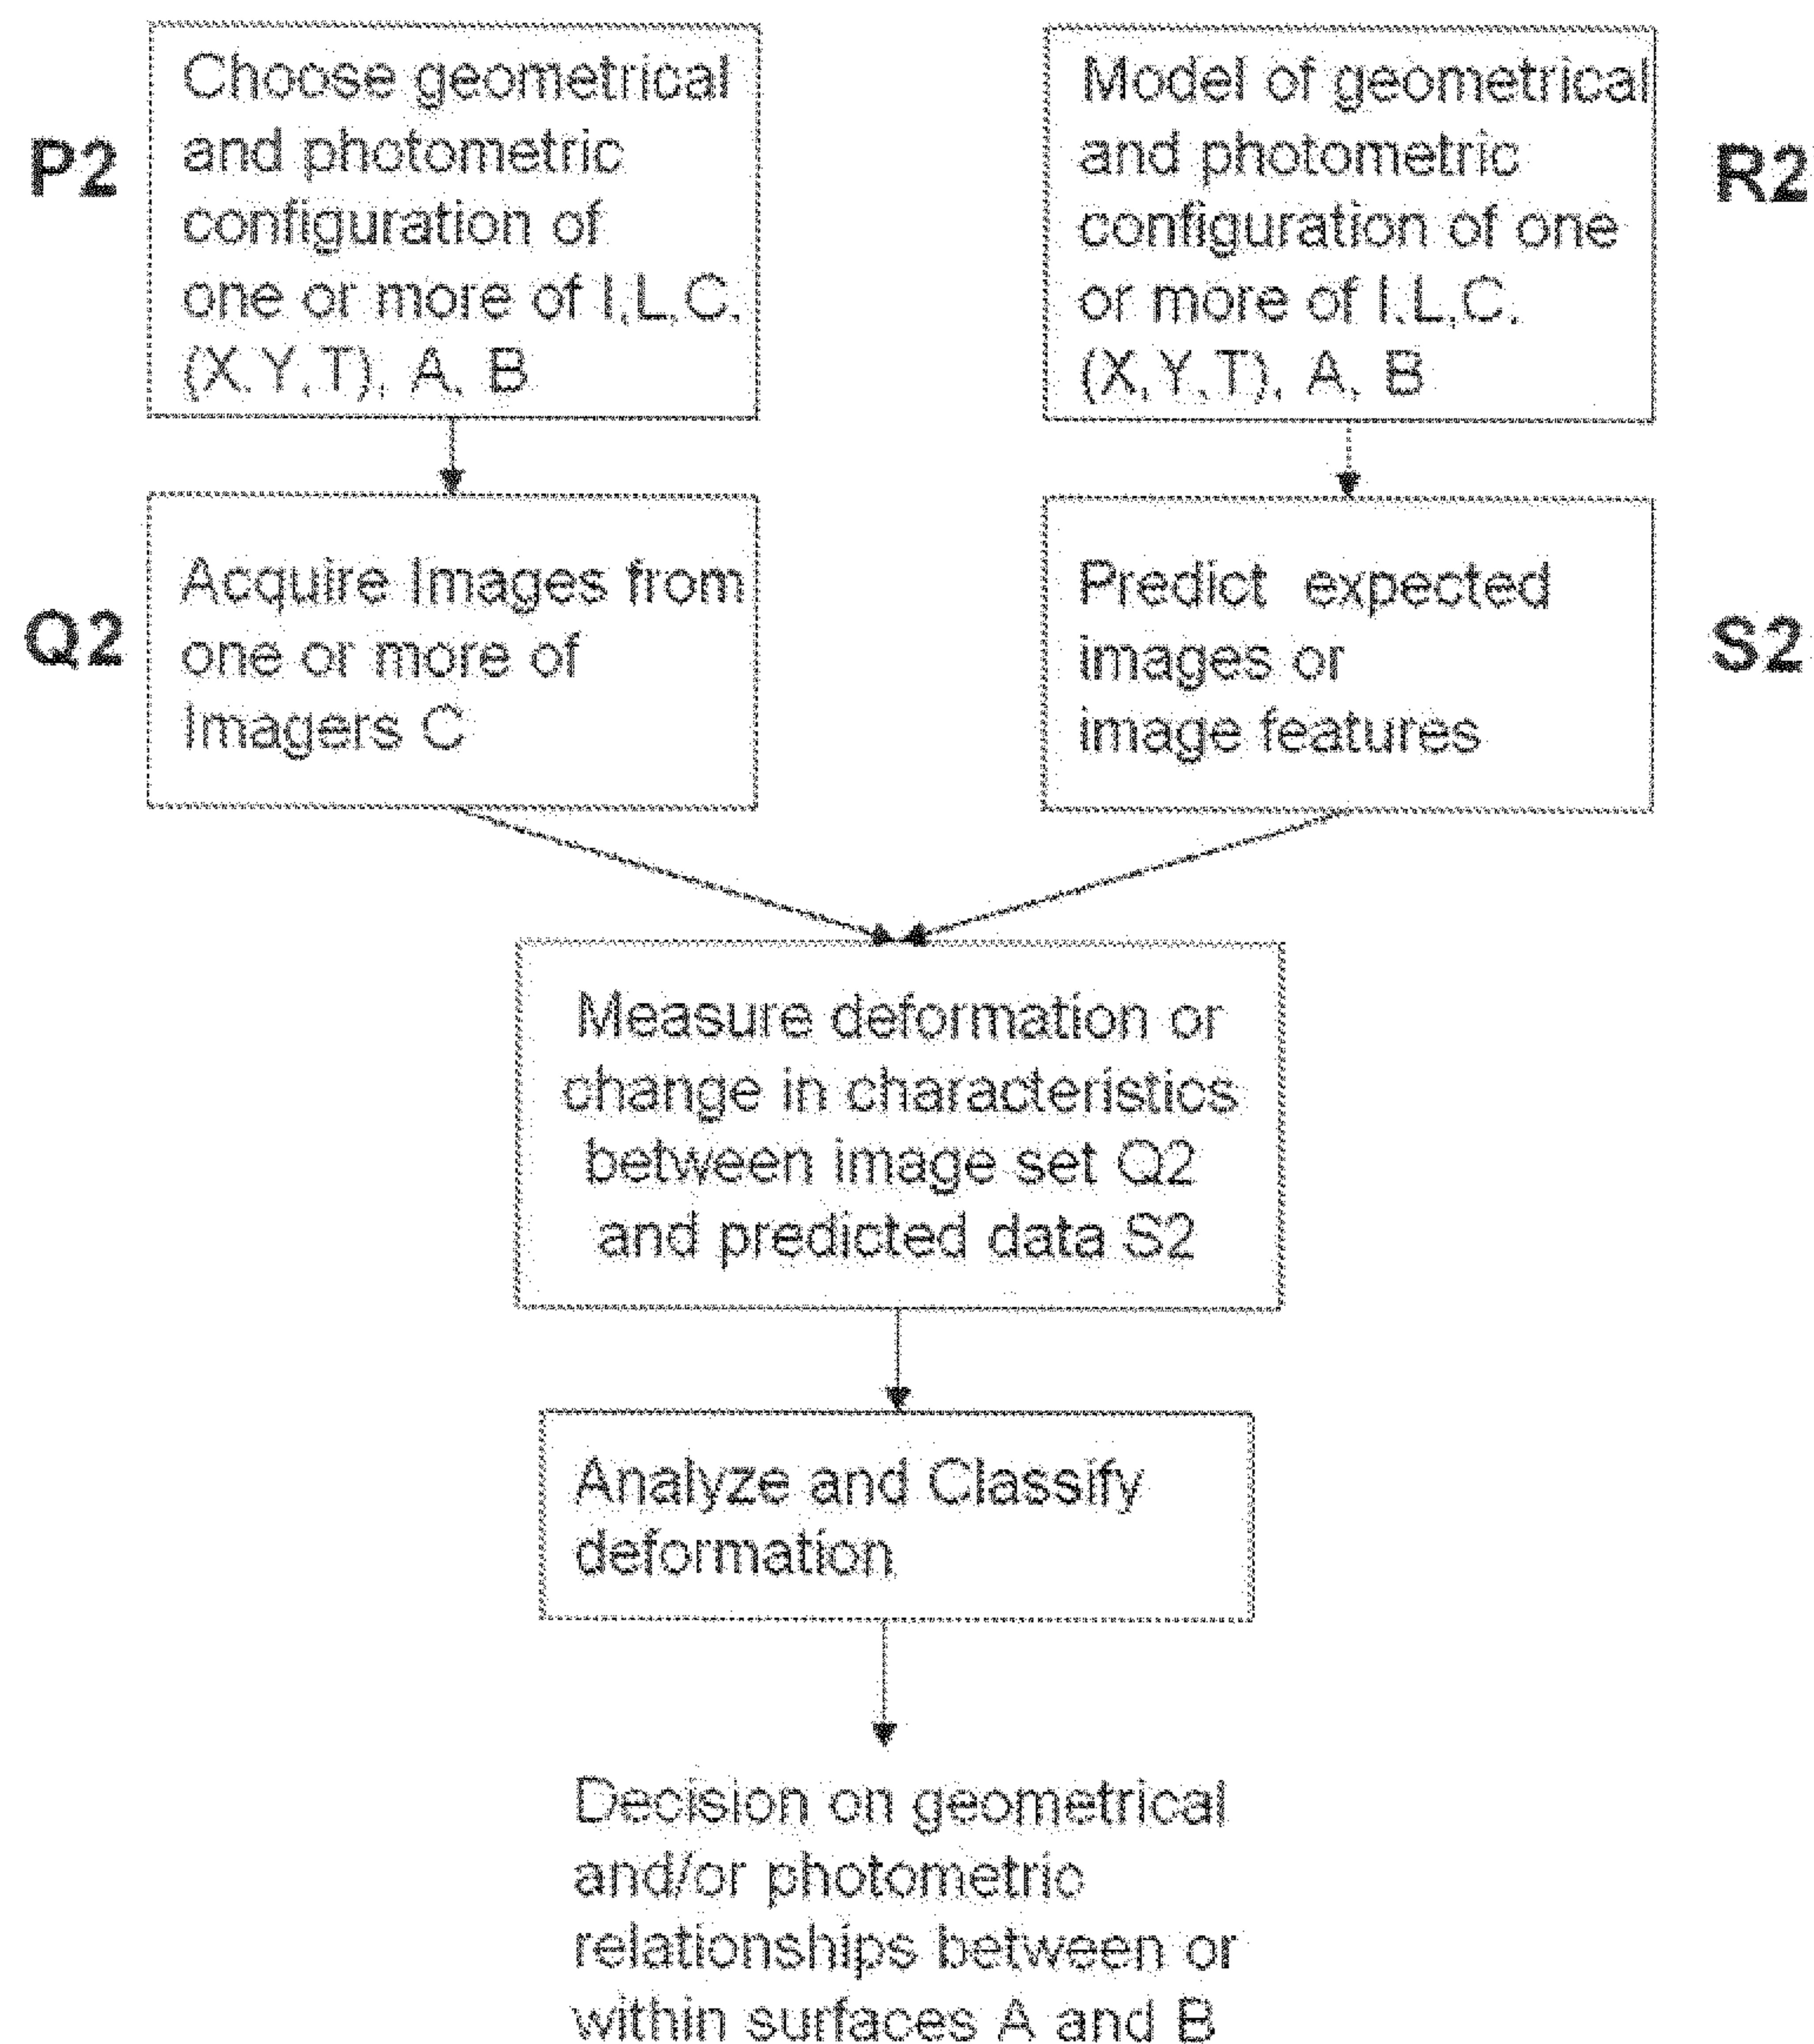 P2
Choose geometrical
and photometric
configuration of
one or more of I,L,C,
(X,Y,T), A, B
R2
Model of geometrical
and photometric
configuration of one
or more of I,L,C,
(X,Y,T), A, B
Q2
Acquire Images from
one or more of
Imagers C
S2
Predict expected
images or
image features
Measure deformation or
change in characteristics
between image set Q2
and predicted data S2
Analyze and Classify
deformation
Decision on geometrical
and/or photometric
relationships between or
within surfaces A and B